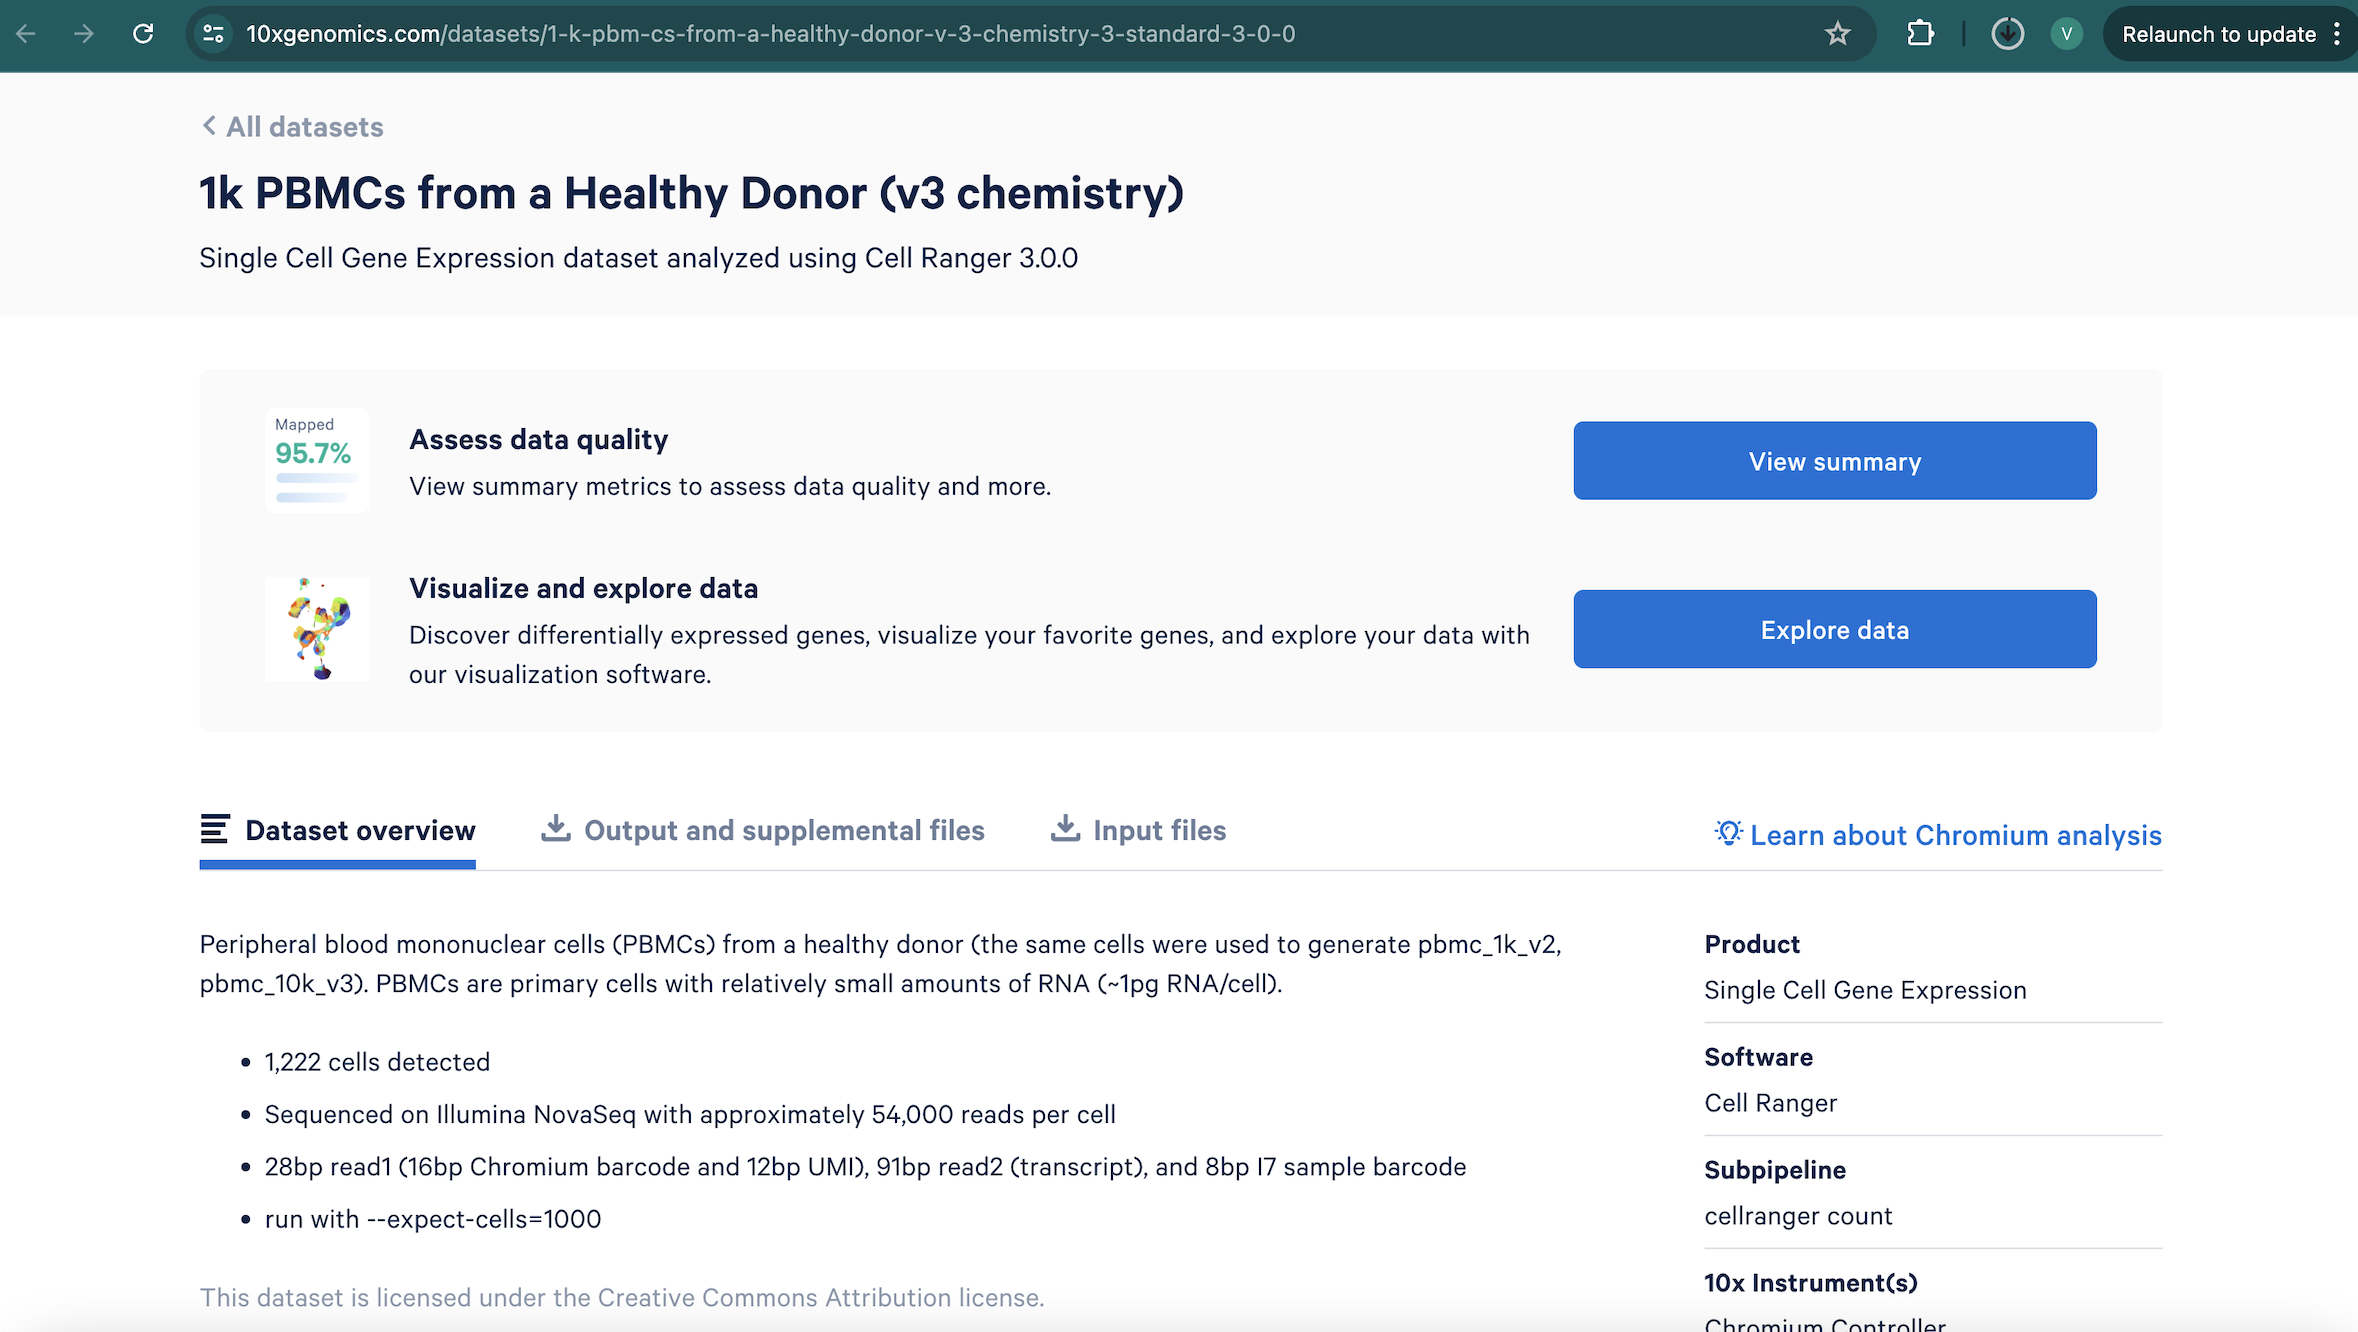 10xgenomics.com/datasets/1-k-pbm-cs-from-a-healthy-donor-v-3-chemistry-3-standard-3-0-0
V
Relaunch to update
All datasets
1k PBMCs from a Healthy Donor (v3 chemistry)
Single Cell Gene Expression dataset analyzed using Cell Ranger 3.0.0
Mapped
95.7%
Assess data quality
View summary metrics to assess data quality and more.
View summary
Visualize and explore data
Discover differentially expressed genes, visualize your favorite genes, and explore your data with
our visualization software.
Explore data
Dataset overview
Output and supplemental files
Input files
Learn about Chromium analysis
Peripheral blood mononuclear cells (PBMCs) from a healthy donor (the same cells were used to generate pbmc_1k_v2,
pbmc_10k_v3). PBMCs are primary cells with relatively small amounts of RNA (~1pg RNA/cell).
• 1,222 cells detected
• Sequenced on Illumina NovaSeq with approximately 54,000 reads per cell
• 28bp read1 (16bp Chromium barcode and 12bp UMI), 91bp read2 (transcript), and 8bp I7 sample barcode
• run with --expect-cells=1000
This dataset is licensed under the Creative Commons Attribution license.
Product
Single Cell Gene Expression
Software
Cell Ranger
Subpipeline
cellranger count
10x Instrument(s)
Chromium Controller